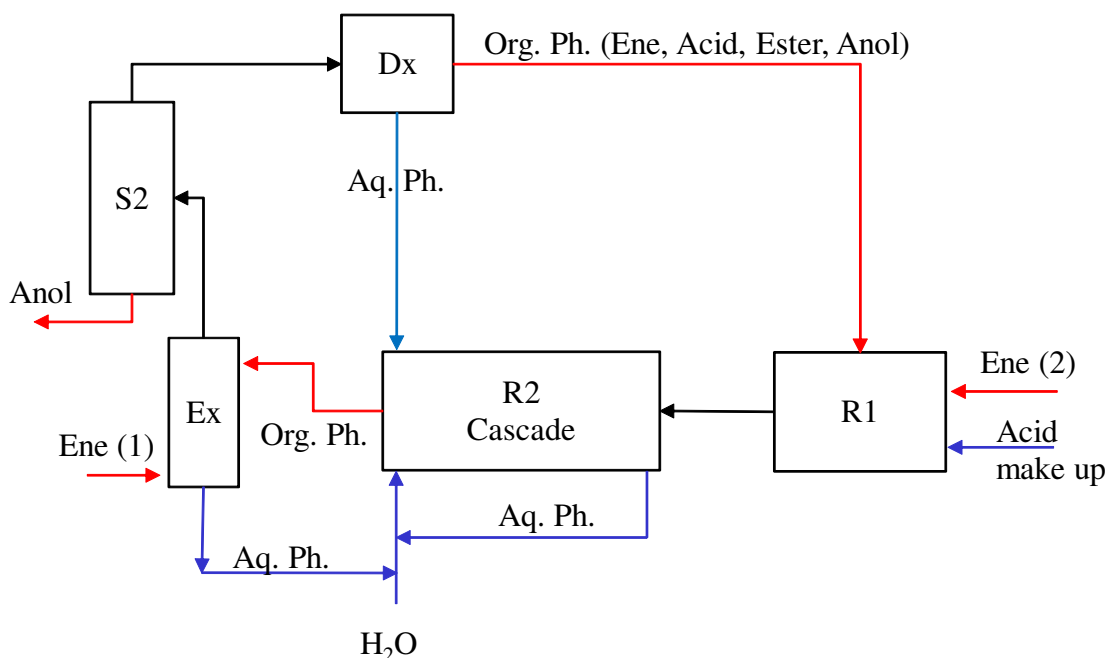 Org. Ph. (Ene, Acid, Ester, Anol)
Dx
Aq. Ph.
S2
Anol
Ene (2)
R2
Cascade
R1
Ex
Org. Ph.
Ene (1)
Acid
make up
Aq. Ph.
Aq. Ph.
H₂O